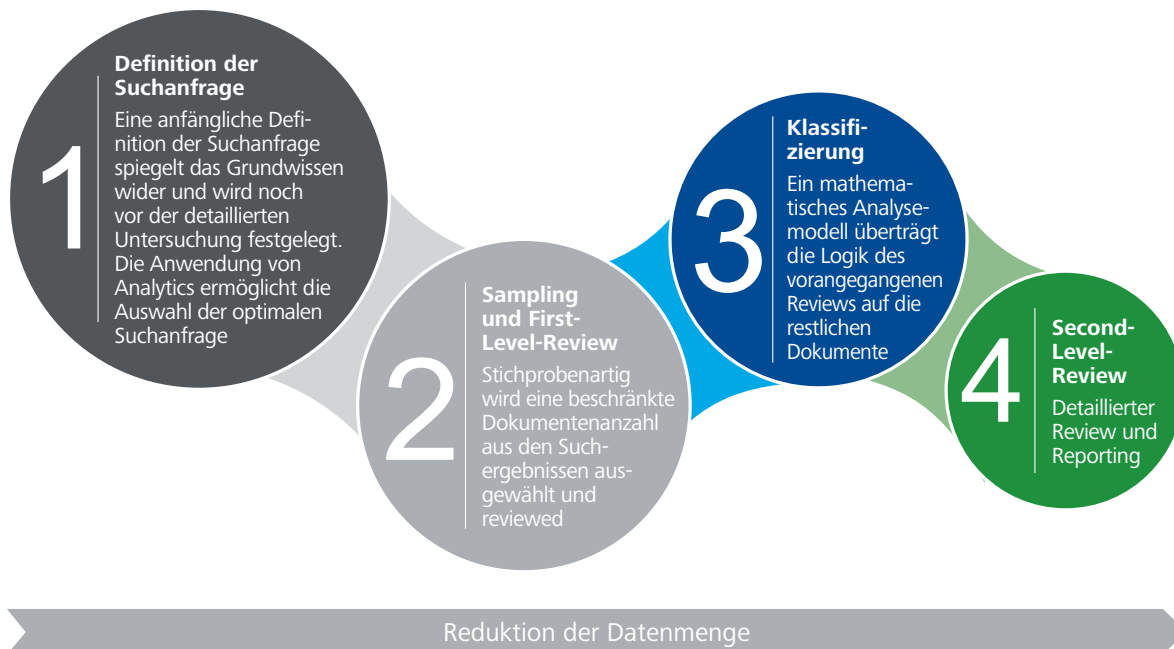 1
Definition der
Suchanfrage
Eine anfängliche Defi-
nition der Suchanfrage
spiegelt das Grundwissen
wider und wird noch
vor der detaillierten
Untersuchung festgelegt.
Die Anwendung von
Analytics ermöglicht die
Auswahl der optimalen
Suchanfrage
2
Sampling
und First-
Level-Review
Stichprobenartig
wird eine beschränkte
Dokumentenanzahl
aus den Such-
ergebnissen aus-
gewählt und
reviewed
3
Klassifi-
zierung
Ein mathema-
tisches Analyse-
modell überträgt
die Logik des
vorangegangenen
Reviews auf die
restlichen
Dokumente
4
Second-
Level-
Review
Detaillierter
Review und
Reporting
Reduktion der Datenmenge